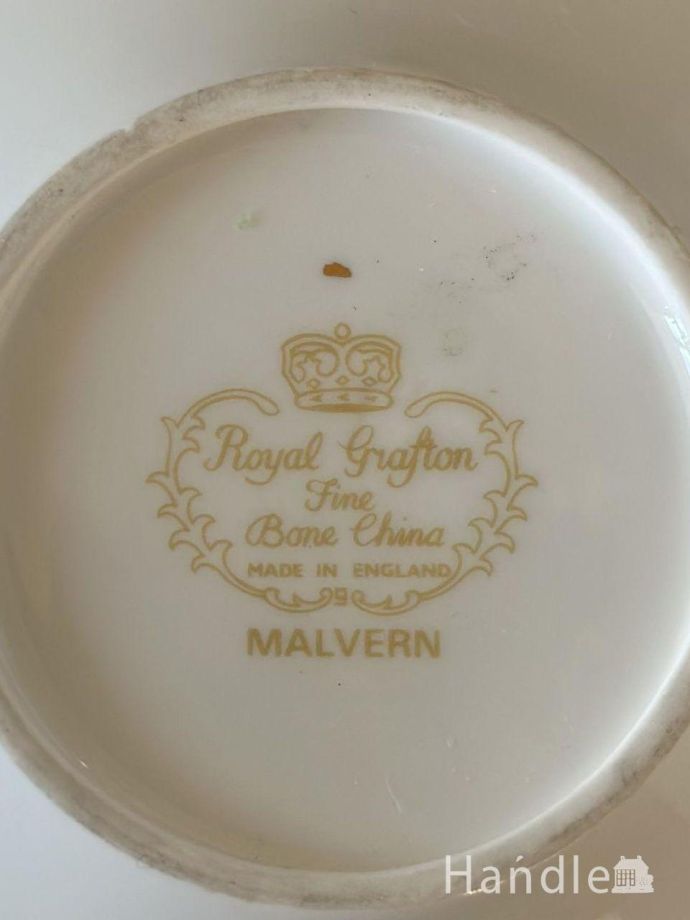 Royal Grafton
Fine
Bone China
MADE IN ENGLAND
9
MALVERN
Handle